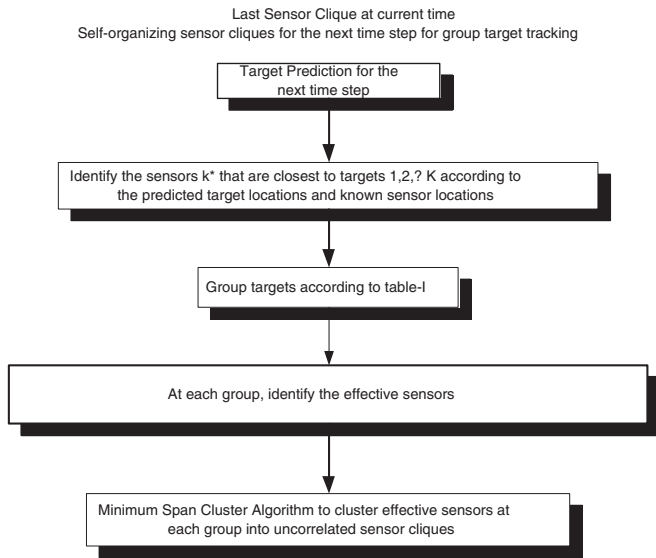 Last Sensor Clique at current time
Self-organizing sensor cliques for the next time step for group target tracking
Target Prediction for the
next time step
Identify the sensors k* that are closest to targets 1,2,? K according to
the predicted target locations and known sensor locations
Group targets according to table-I
At each group, identify the effective sensors
Minimum Span Cluster Algorithm to cluster effective sensors at
each group into uncorrelated sensor cliques